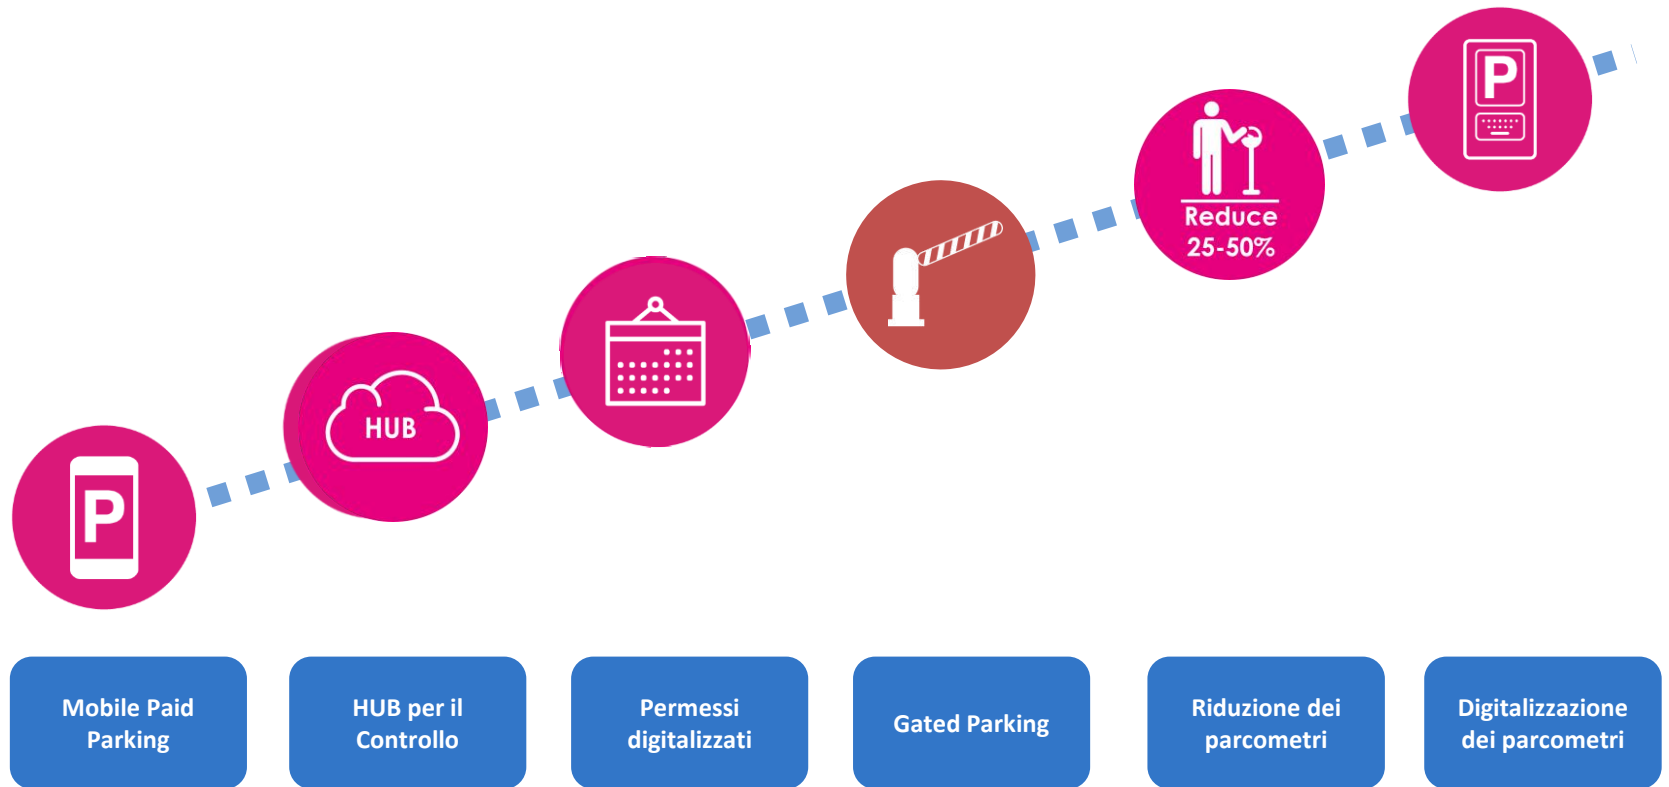 P
HUB
Reduce
25-50%
P
Mobile Paid
Parking
HUB per il
Controllo
Permessi
digitalizzati
Gated Parking
Riduzione dei
parcometri
Digitalizzazione
dei parcometri